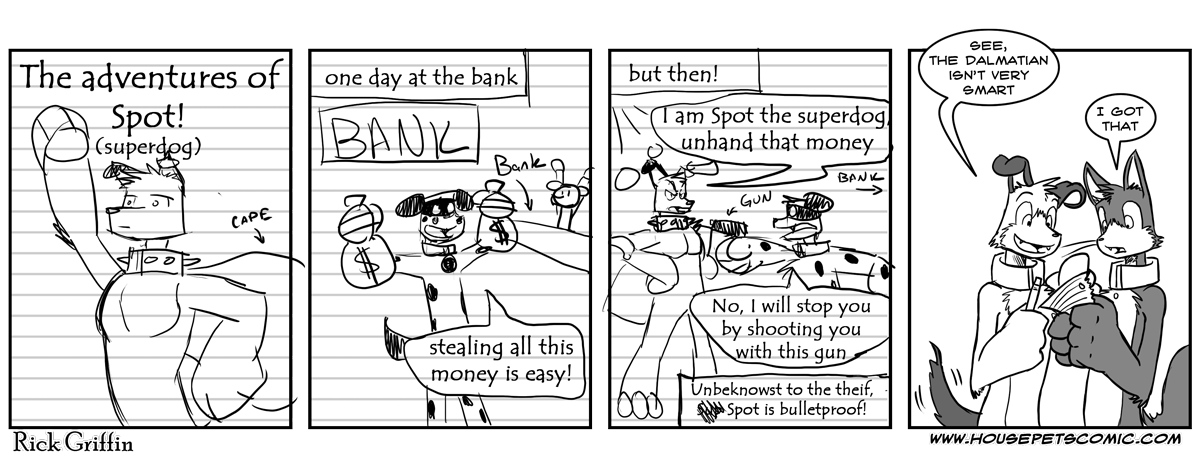 The adventures of
Spot!
(superdog)
CAPE
one day at the bank
BANK
Bank
$
$
stealing all this
money is easy!
but then!
I am Spot the superdog,
unhand that money
BANK
GUN
No, I will stop you
by shooting you
with this gun
Unbeknowst to the theif,
Spot is bulletproof!
SEE,
THE DALMATIAN
ISN'T VERY
SMART
I GOT
THAT
Rick Griffin
WWW.HOUSEPETSCOMIC.COM